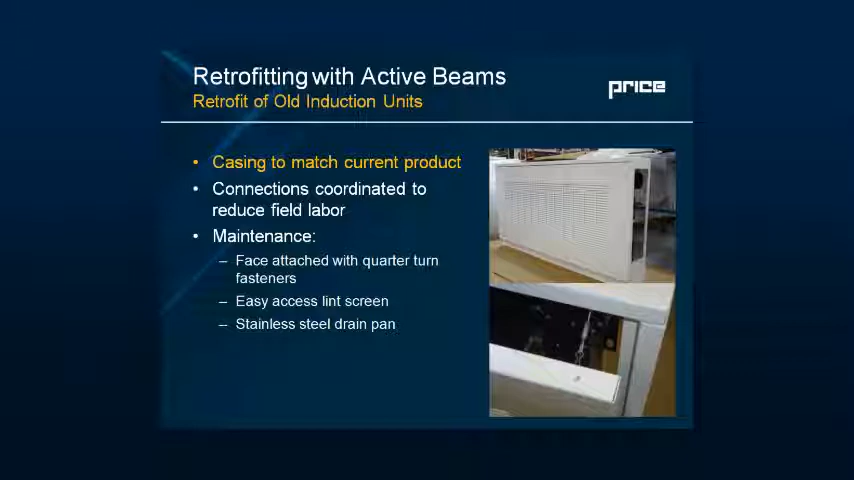 Retrofitting with Active Beams
Retrofit of Old Induction Units
price
• Casing to match current product
• Connections coordinated to
reduce field labor
• Maintenance:
– Face attached with quarter turn
fasteners
– Easy access lint screen
– Stainless steel drain pan